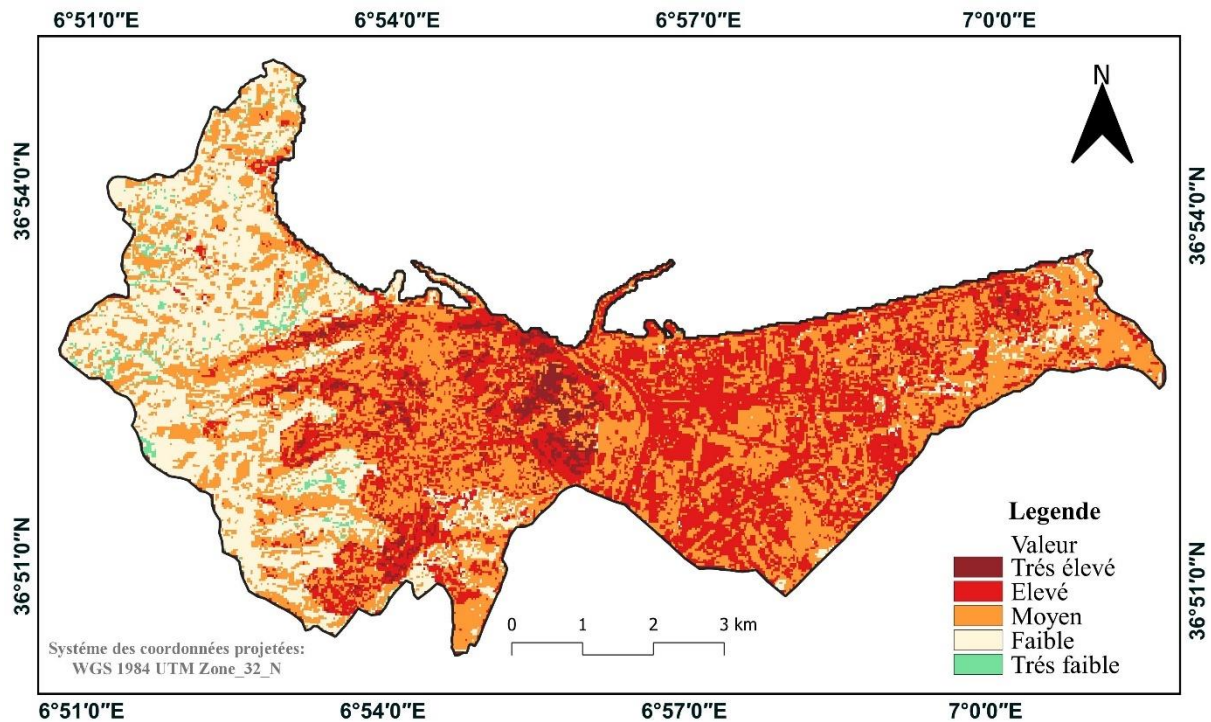 6°51'0"E 6°54'0"E 6°57'0"E 7°0'0"E
N
36°54'0"N
36°54'0"N
36°51'0"N
36°51'0"N
Legende
Valeur
Trés élevé
Elevé
Moyen
Faible
Trés faible
0 1 2 3 km
Systéme des coordonnées projetées:
WGS 1984 UTM Zone_32_N
6°51'0"E 6°54'0"E 6°57'0"E 7°0'0"E